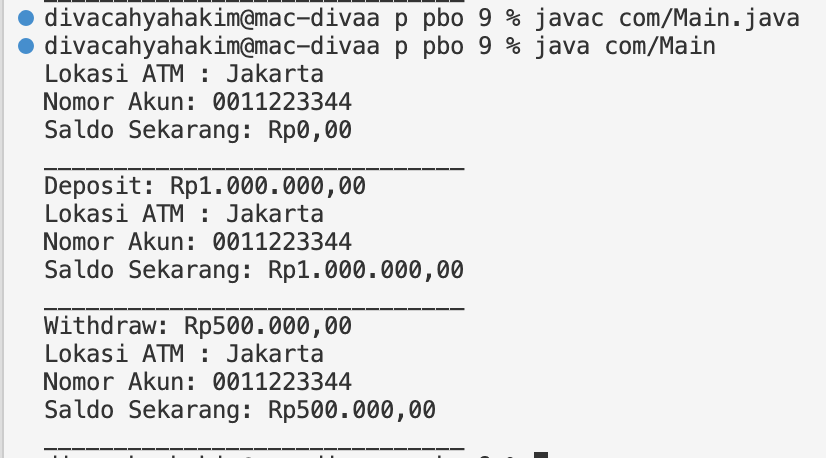 divacahyahakim@mac-divaa p pbo 9 % javac com/Main.java
divacahyahakim@mac-divaa p pbo 9 % java com/Main
Lokasi ATM : Jakarta
Nomor Akun: 0011223344
Saldo Sekarang: Rp0,00
______________________________
Deposit: Rp1.000.000,00
Lokasi ATM : Jakarta
Nomor Akun: 0011223344
Saldo Sekarang: Rp1.000.000,00
______________________________
Withdraw: Rp500.000,00
Lokasi ATM : Jakarta
Nomor Akun: 0011223344
Saldo Sekarang: Rp500.000,00
______________________________